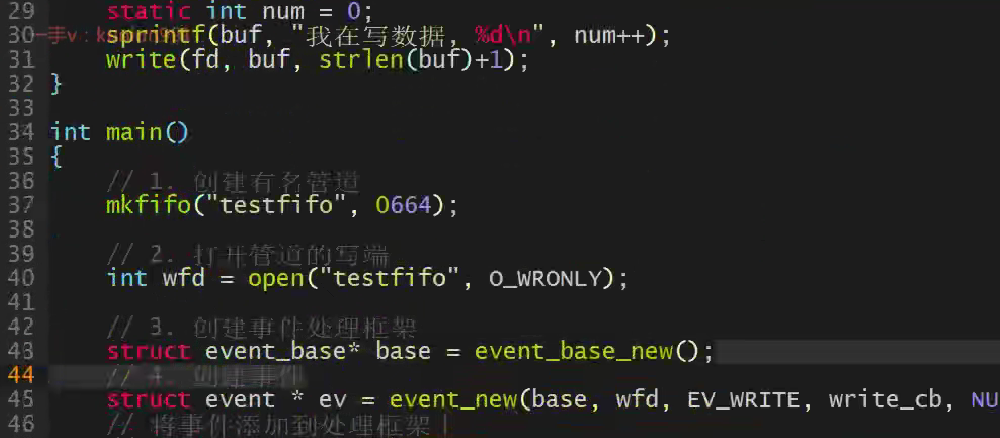 29 static int num = 0;
30 sprintf(buf, "我在写数据, %d\n", num++);
31 write(fd, buf, strlen(buf)+1);
32 }
33
34 int main()
35 {
36 // 1. 创建有名管道
37 mkfifo("testfifo", 0664);
38
39 // 2. 打开管道的写端
40 int wfd = open("testfifo", O_WRONLY);
41
42 // 3. 创建事件处理框架
43 struct event_base* base = event_base_new();
44 // 4. 创建事件
45 struct event * ev = event_new(base, wfd, EV_WRITE, write_cb, NU
46 // 将事件添加到处理框架